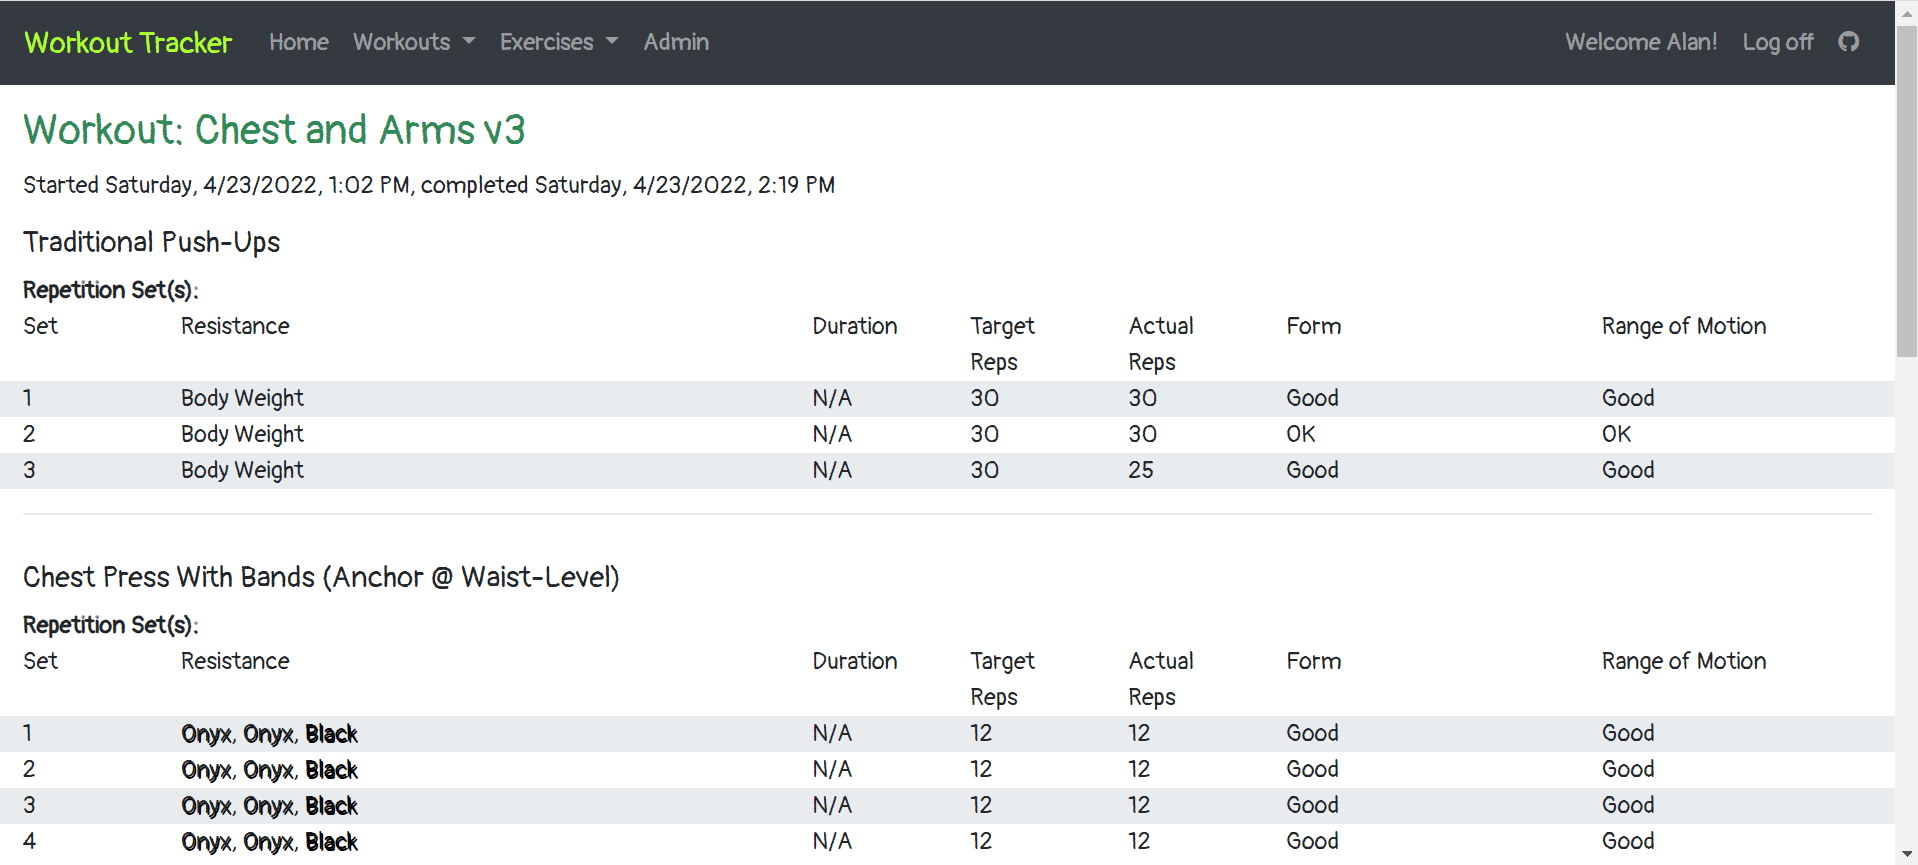 Workout Tracker Home Workouts Exercises Admin Welcome Alan! Log off
Workout: Chest and Arms v3
Started Saturday, 4/23/2022, 1:02 PM, completed Saturday, 4/23/2022, 2:19 PM
Traditional Push-Ups
Repetition Set(s):
Set Resistance Duration Target Reps Actual Reps Form Range of Motion
1 Body Weight N/A 30 30 Good Good
2 Body Weight N/A 30 30 OK OK
3 Body Weight N/A 30 25 Good Good
Chest Press With Bands (Anchor @ Waist-Level)
Repetition Set(s):
Set Resistance Duration Target Reps Actual Reps Form Range of Motion
1 Onyx, Onyx, Black N/A 12 12 Good Good
2 Onyx, Onyx, Black N/A 12 12 Good Good
3 Onyx, Onyx, Black N/A 12 12 Good Good
4 Onyx, Onyx, Black N/A 12 12 Good Good